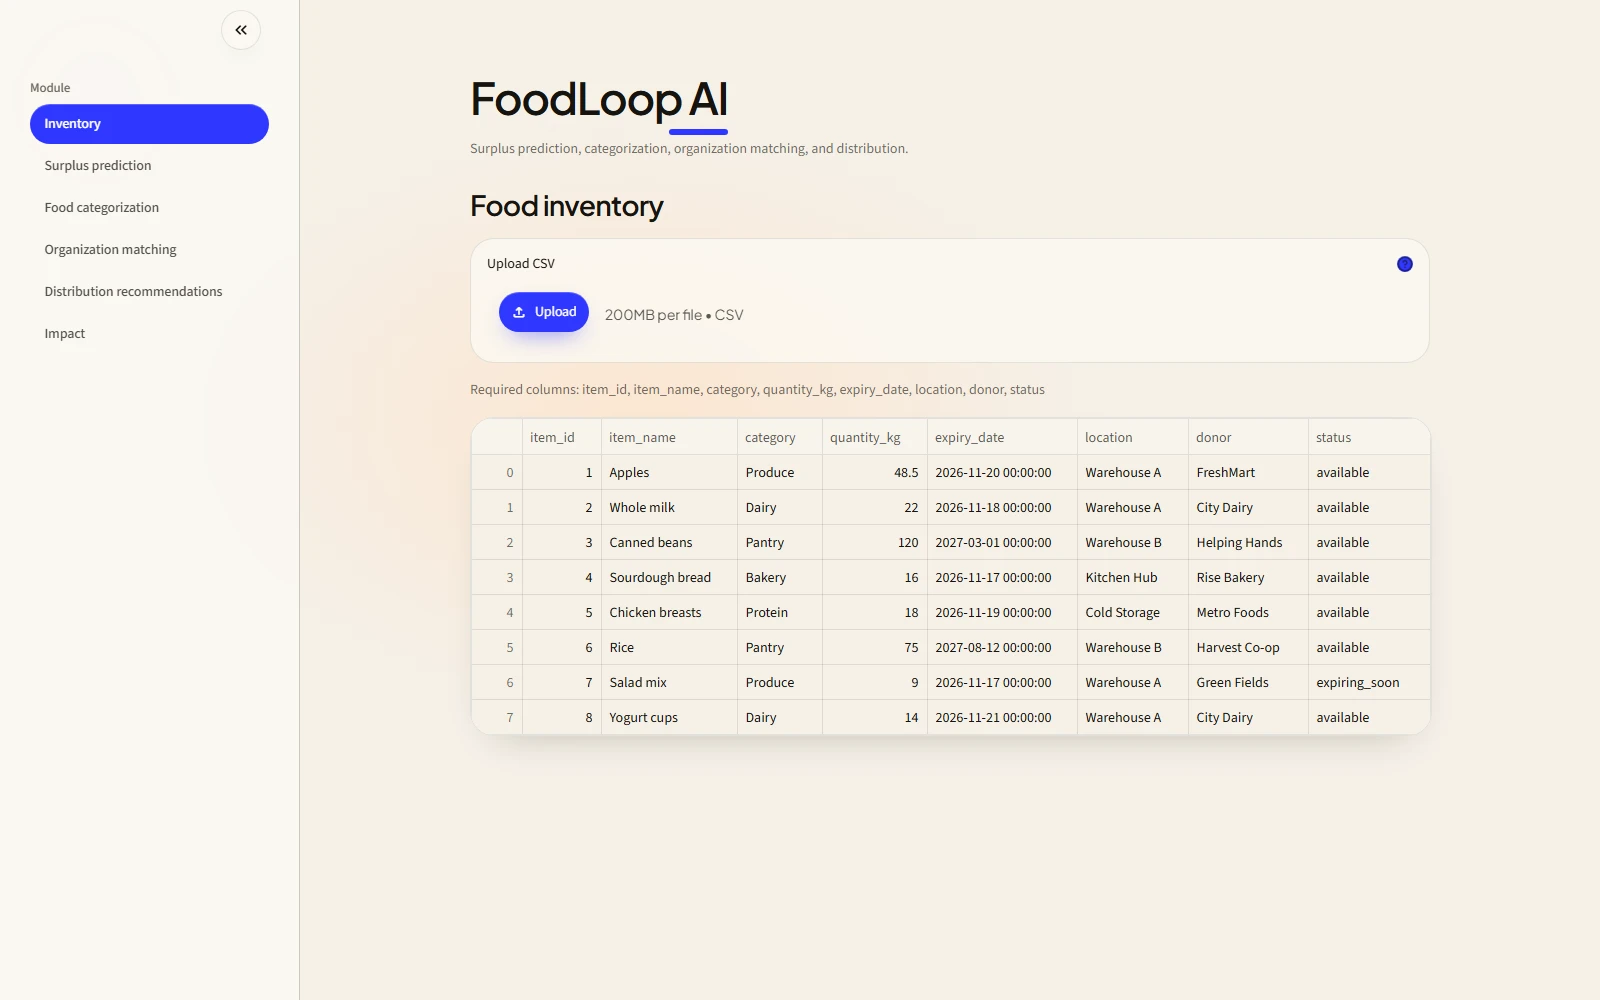 Module
Inventory
Surplus prediction
Food categorization
Organization matching
Distribution recommendations
Impact
FoodLoop AI
Surplus prediction, categorization, organization matching, and distribution.
Food inventory
Upload CSV
?
Upload 200MB per file • CSV
Required columns: item_id, item_name, category, quantity_kg, expiry_date, location, donor, status
item_id item_name category quantity_kg expiry_date location donor status
0 1 Apples Produce 48.5 2026-11-20 00:00:00 Warehouse A FreshMart available
1 2 Whole milk Dairy 22 2026-11-18 00:00:00 Warehouse A City Dairy available
2 3 Canned beans Pantry 120 2027-03-01 00:00:00 Warehouse B Helping Hands available
3 4 Sourdough bread Bakery 16 2026-11-17 00:00:00 Kitchen Hub Rise Bakery available
4 5 Chicken breasts Protein 18 2026-11-19 00:00:00 Cold Storage Metro Foods available
5 6 Rice Pantry 75 2027-08-12 00:00:00 Warehouse B Harvest Co-op available
6 7 Salad mix Produce 9 2026-11-17 00:00:00 Warehouse A Green Fields expiring_soon
7 8 Yogurt cups Dairy 14 2026-11-21 00:00:00 Warehouse A City Dairy available